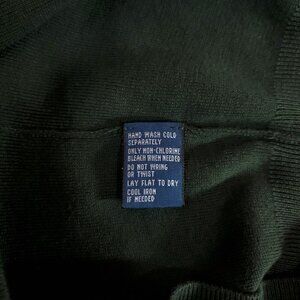 HAND WASH COLD
SEPARATELY
ONLY NON-CHLORINE
BLEACH WHEN NEEDED
DO NOT WRING
OR TWIST
LAY FLAT TO DRY
COOL IRON
IF NEEDED